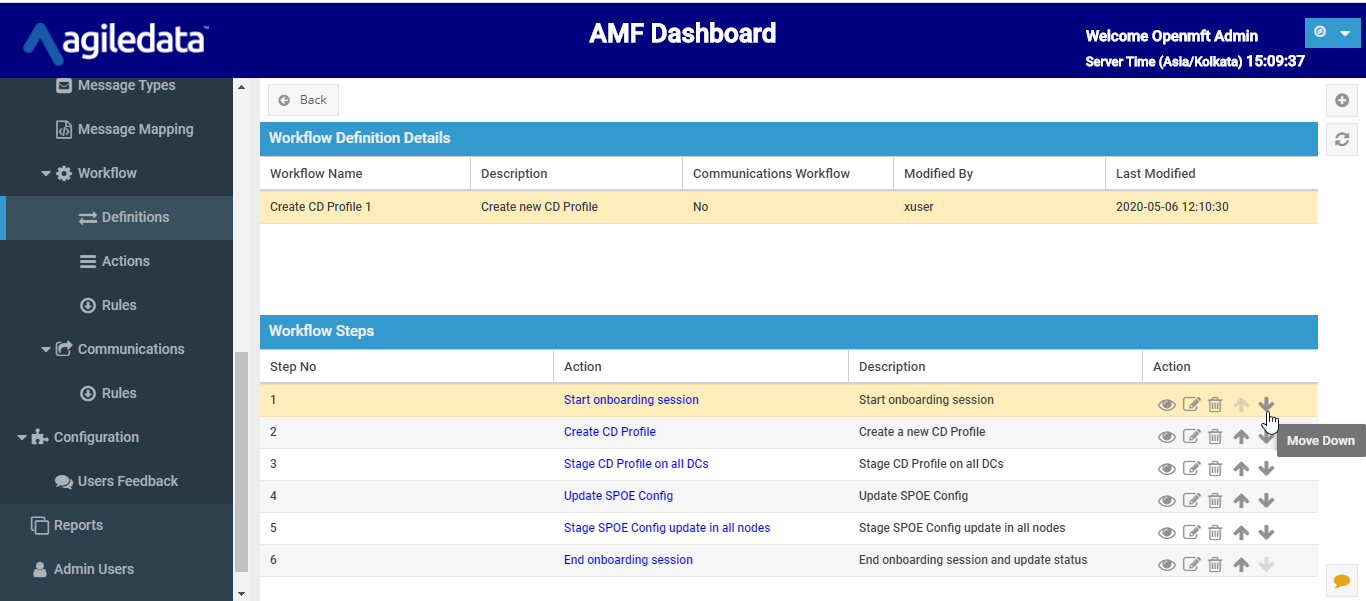 agiledata™
AMF Dashboard
Welcome Openmft Admin
Server Time (Asia/Kolkata) 15:09:37
Message Types
Message Mapping
Workflow
Definitions
Actions
Rules
Communications
Rules
Configuration
Users Feedback
Reports
Admin Users
Back
Workflow Definition Details
Workflow Name Description Communications Workflow Modified By Last Modified
Create CD Profile 1 Create new CD Profile No xuser 2020-05-06 12:10:30
Workflow Steps
Step No Action Description Action
1 Start onboarding session Start onboarding session
2 Create CD Profile Create a new CD Profile
Move Down
3 Stage CD Profile on all DCs Stage CD Profile on all DCs
4 Update SPOE Config Update SPOE Config
5 Stage SPOE Config update in all nodes Stage SPOE Config update in all nodes
6 End onboarding session End onboarding session and update status